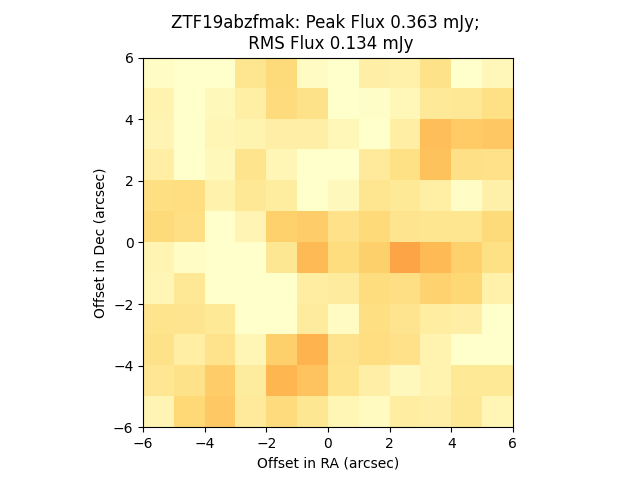 ZTF19abzfmak: Peak Flux 0.363 mJy;
RMS Flux 0.134 mJy
6
4
2
0
−2
−4
−6
Offset in Dec (arcsec)
−6 −4 −2 0 2 4 6
Offset in RA (arcsec)